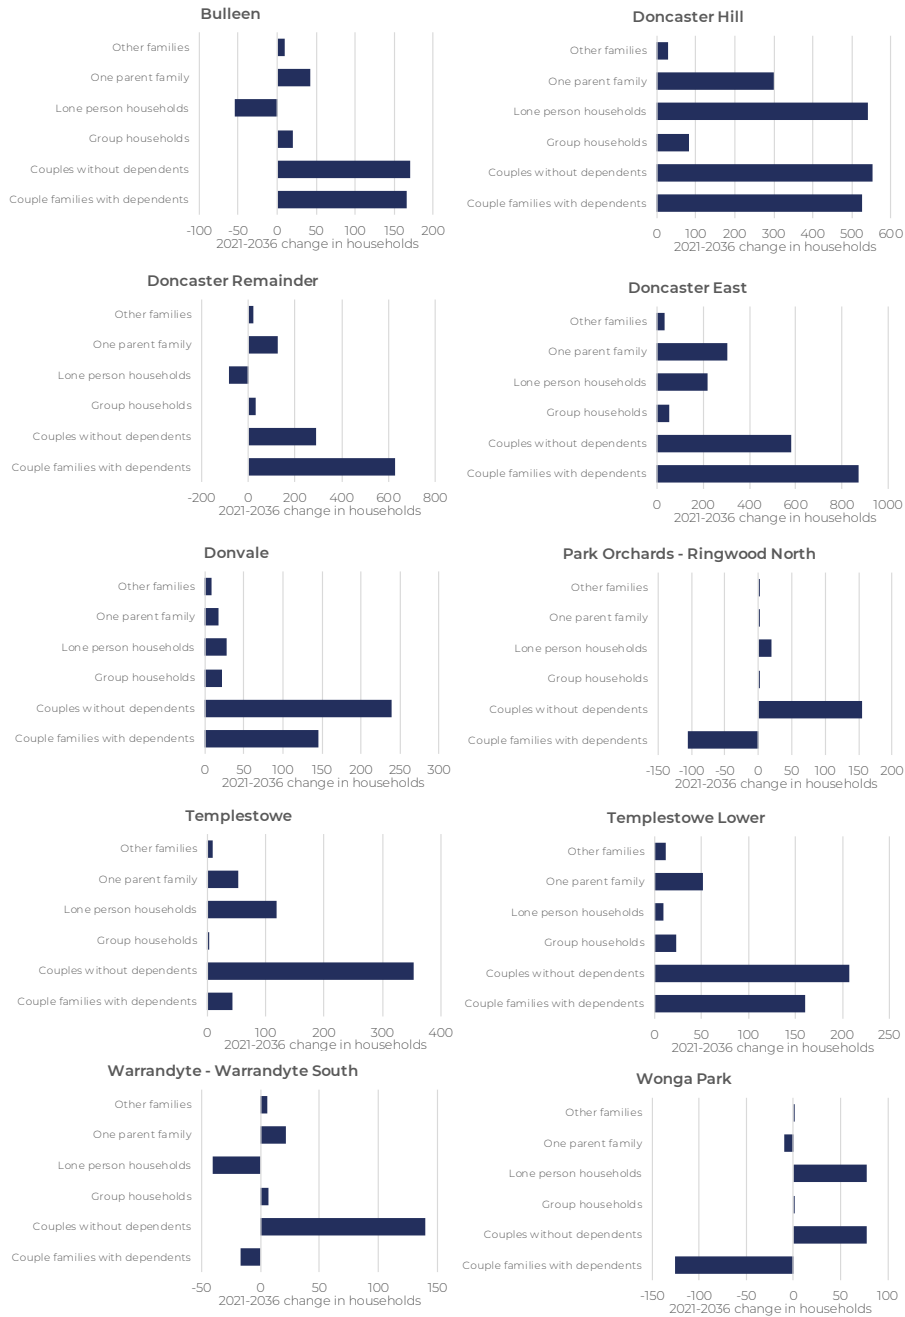 Bulleen
Other families
One parent family
Lone person households
Group households
Couples without dependents
Couple families with dependents
-100 -50 0 50 100 150 200
2021-2036 change in households
Doncaster Hill
Other families
One parent family
Lone person households
Group households
Couples without dependents
Couple families with dependents
0 100 200 300 400 500 600
2021-2036 change in households
Doncaster Remainder
Other families
One parent family
Lone person households
Group households
Couples without dependents
Couple families with dependents
-200 0 200 400 600 800
2021-2036 change in households
Doncaster East
Other families
One parent family
Lone person households
Group households
Couples without dependents
Couple families with dependents
0 200 400 600 800 1000
2021-2036 change in households
Donvale
Other families
One parent family
Lone person households
Group households
Couples without dependents
Couple families with dependents
0 50 100 150 200 250 300
2021-2036 change in households
Park Orchards - Ringwood North
Other families
One parent family
Lone person households
Group households
Couples without dependents
Couple families with dependents
-150 -100 -50 0 50 100 150 200
2021-2036 change in households
Templestowe
Other families
One parent family
Lone person households
Group households
Couples without dependents
Couple families with dependents
0 100 200 300 400
2021-2036 change in households
Templestowe Lower
Other families
One parent family
Lone person households
Group households
Couples without dependents
Couple families with dependents
0 50 100 150 200 250
2021-2036 change in households
Warrandyte - Warrandyte South
Other families
One parent family
Lone person households
Group households
Couples without dependents
Couple families with dependents
-50 0 50 100 150
2021-2036 change in households
Wonga Park
Other families
One parent family
Lone person households
Group households
Couples without dependents
Couple families with dependents
-150 -100 -50 0 50 100
2021-2036 change in households